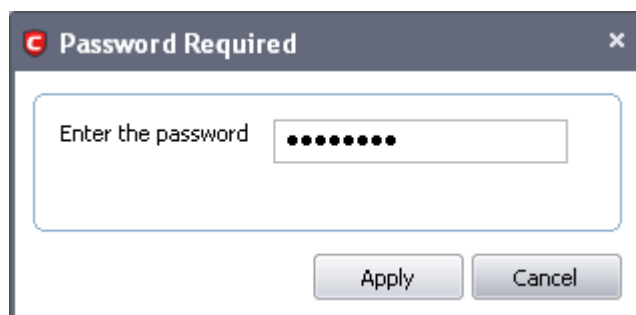 Password Required
Enter the password ••••••••
Apply
Cancel